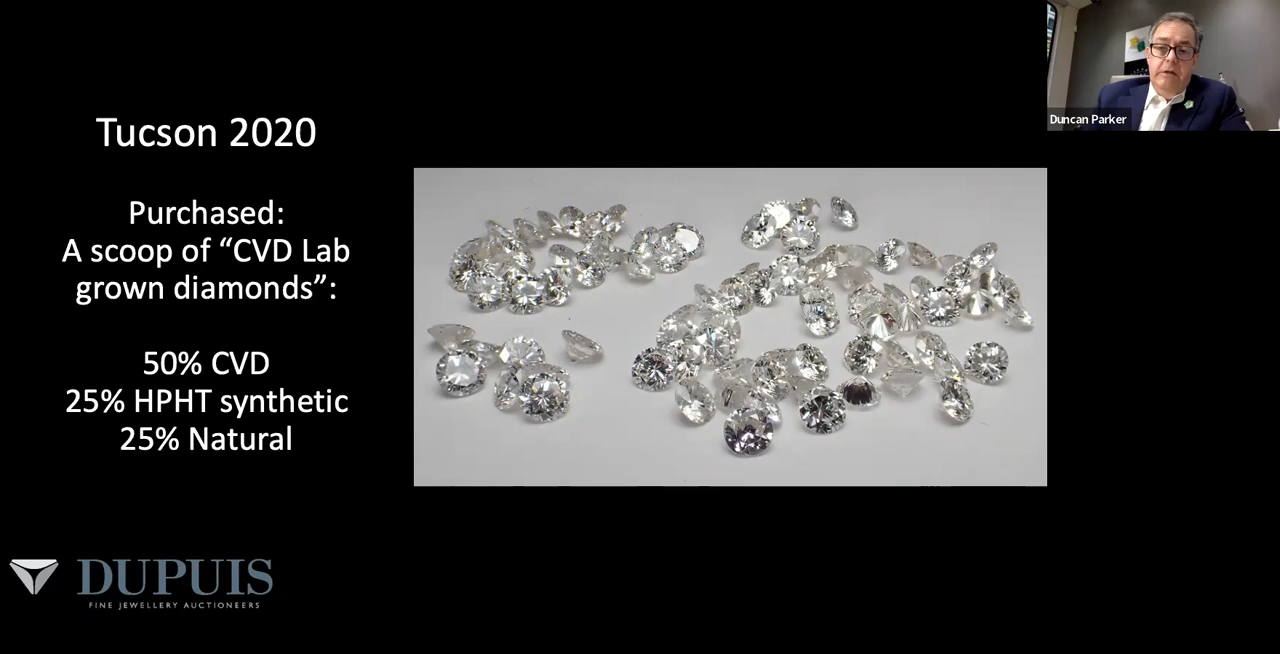 Duncan Parker
Tucson 2020
Purchased:
A scoop of “CVD Lab
grown diamonds”:
50% CVD
25% HPHT synthetic
25% Natural
DUPUIS
FINE JEWELLERY AUCTIONEERS